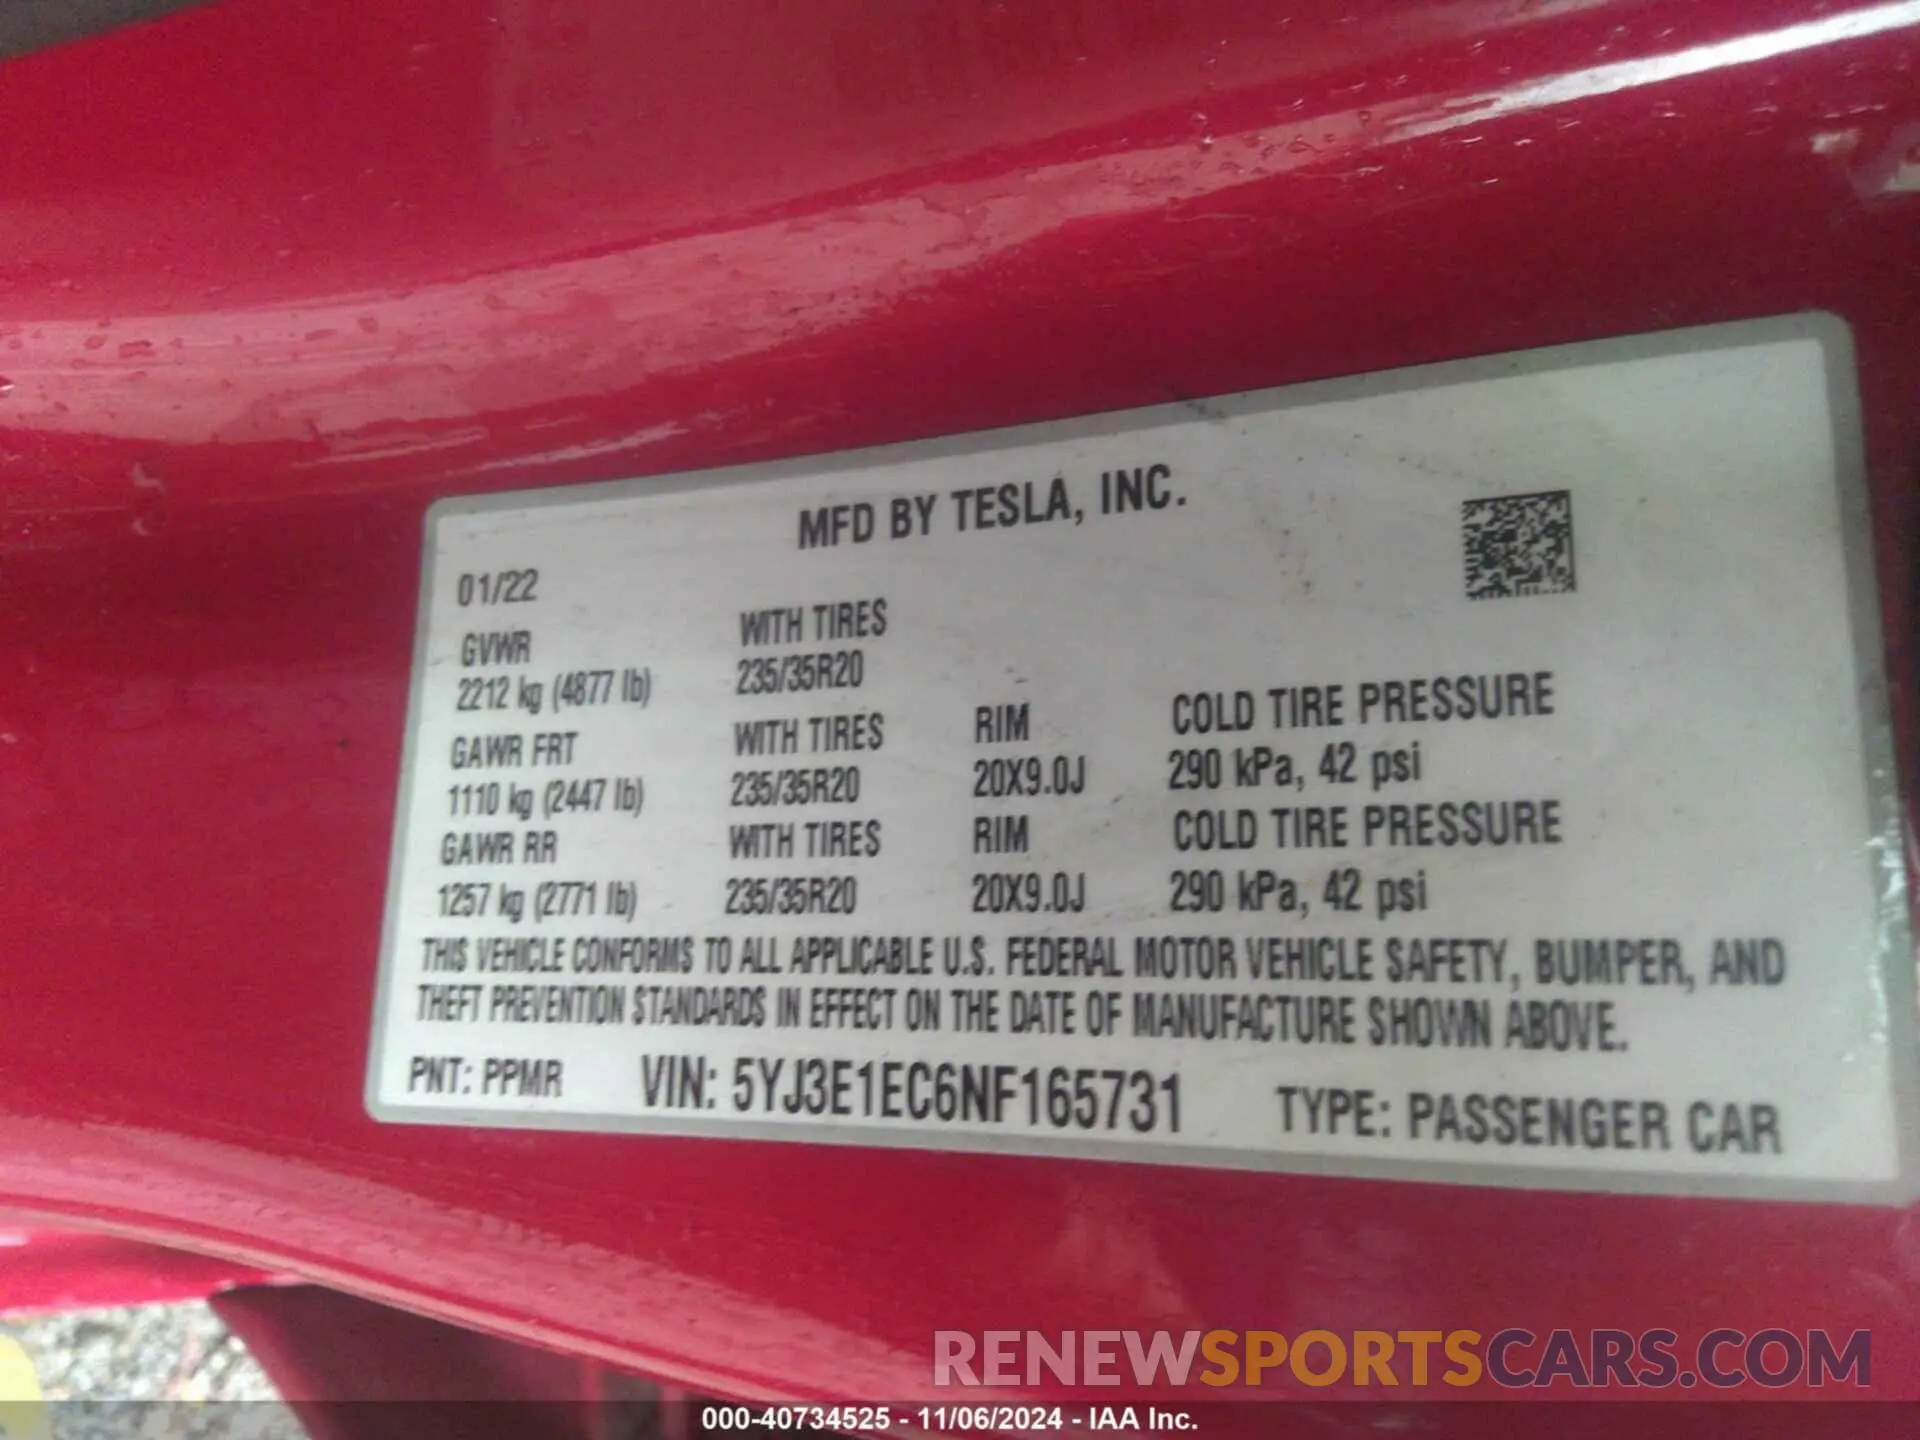 MFD BY TESLA, INC.
01/22
GVWR WITH TIRES
2212 kg (4877 lb) 235/35R20
GAWR FRT WITH TIRES RIM COLD TIRE PRESSURE
1110 kg (2447 lb) 235/35R20 20X9.0J 290 kPa, 42 psi
GAWR RR WITH TIRES RIM COLD TIRE PRESSURE
1257 kg (2771 lb) 235/35R20 20X9.0J 290 kPa, 42 psi
THIS VEHICLE CONFORMS TO ALL APPLICABLE U.S. FEDERAL MOTOR VEHICLE SAFETY, BUMPER, AND
THEFT PREVENTION STANDARDS IN EFFECT ON THE DATE OF MANUFACTURE SHOWN ABOVE.
PNT: PPMR VIN: 5YJ3E1EC6NF165731 TYPE: PASSENGER CAR
RENEWSPORTSCARS.COM
000-40734525 - 11/06/2024 - IAA Inc.